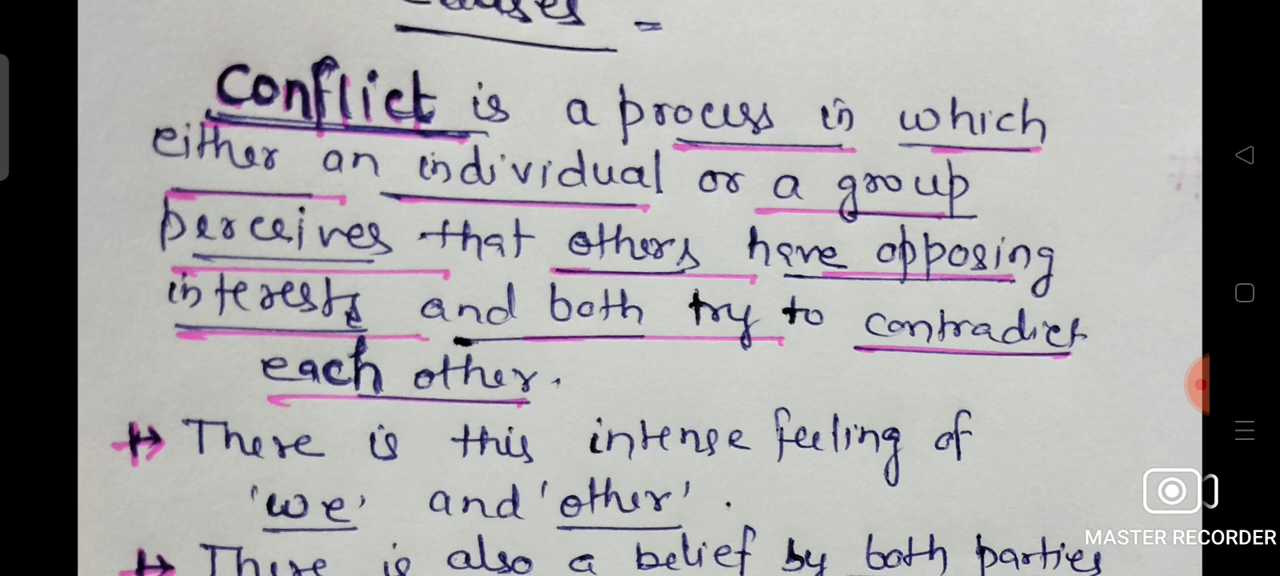 Causes -
Conflict is a process in which
either an individual or a group
perceives that others have opposing
interests and both try to contradict
each other.
There is this intense feeling of
'we' and 'other'.
There is also a belief by both parties
MASTER RECORDER